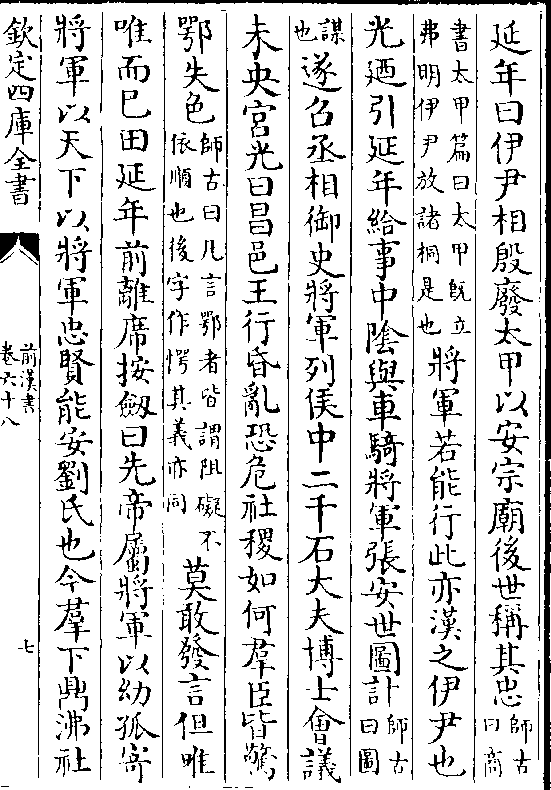 延年曰伊尹相殷廢太甲以安宗廟後世稱其忠師古曰商
書太甲篇曰太甲既立弗明伊尹放諸桐是也將軍若能行此亦漢之伊尹也
光廼引延年給事中陰與車騎將軍張安世圖計師古曰圖
謀也遂召丞相御史將軍列侯中二千石大夫博士會議
未央宮光曰昌邑王行昏亂恐危社稷如何羣臣皆驚
鄂失色師古曰凡言鄂者皆謂阻礙不依順也後字作愕其義亦同莫敢發言但唯
唯而已田延年前離席按劒曰先帝屬將軍以幼孤寄
將軍以天下以將軍忠賢能安劉氏也今羣下鼎沸社
欽定四庫全書
前漢書
卷六十八
七